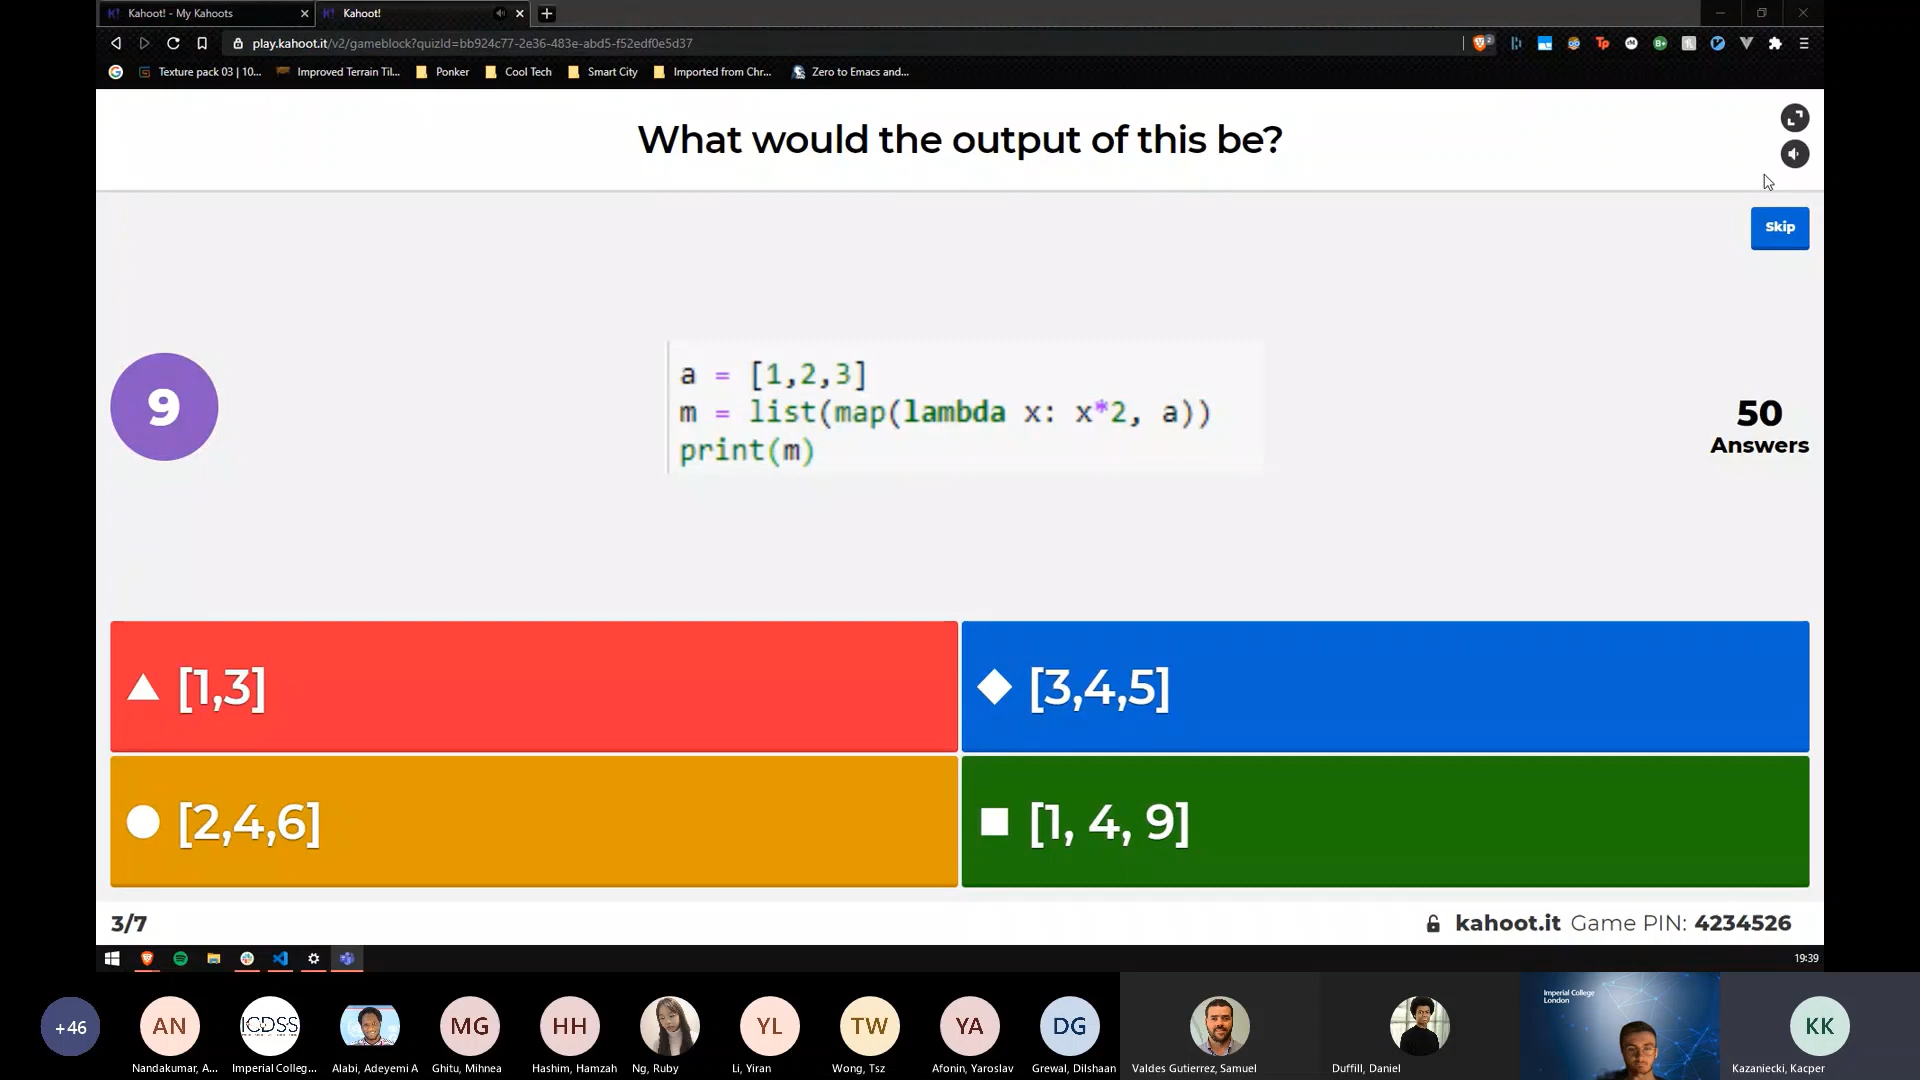 Kahoot! - My Kahoots
Kahoot!
play.kahoot.it/v2/gameblock?quizId=bb924c77-2e36-483e-abd5-f52edf0e5d37
Texture pack 03 | 10...
Improved Terrain Til...
Ponker
Cool Tech
Smart City
Imported from Chr...
Zero to Emacs and...
What would the output of this be?
Skip
9
a = [1,2,3]
m = list(map(lambda x: x*2, a))
print(m)
50
Answers
[1,3]
[3,4,5]
[2,4,6]
[1, 4, 9]
3/7
kahoot.it Game PIN: 4234526
19:39
Imperial College
London
+46
AN
ICDSS
MG
HH
YL
TW
YA
DG
KK
Nandakumar, A...
Imperial Colleg...
Alabi, Adeyemi A
Ghitu, Mihnea
Hashim, Hamzah
Ng, Ruby
Li, Yiran
Wong, Tsz
Afonin, Yaroslav
Grewal, Dilshaan
Valdes Gutierrez, Samuel
Duffill, Daniel
Kazaniecki, Kacper